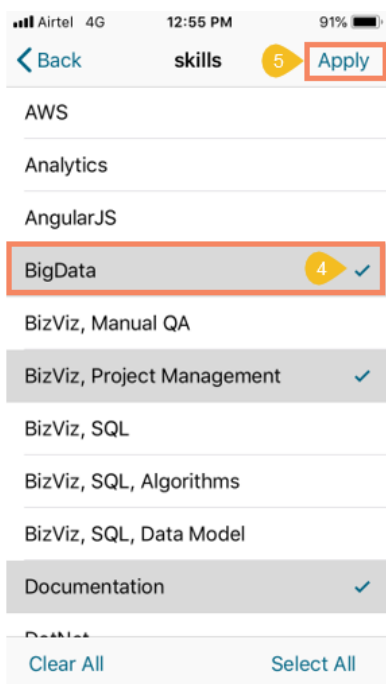 Airtel 4G 12:55 PM 91%
Back skills 5 Apply
AWS
Analytics
AngularJS
BigData 4
BizViz, Manual QA
BizViz, Project Management
BizViz, SQL
BizViz, SQL, Algorithms
BizViz, SQL, Data Model
Documentation
DotNet
Clear All Select All